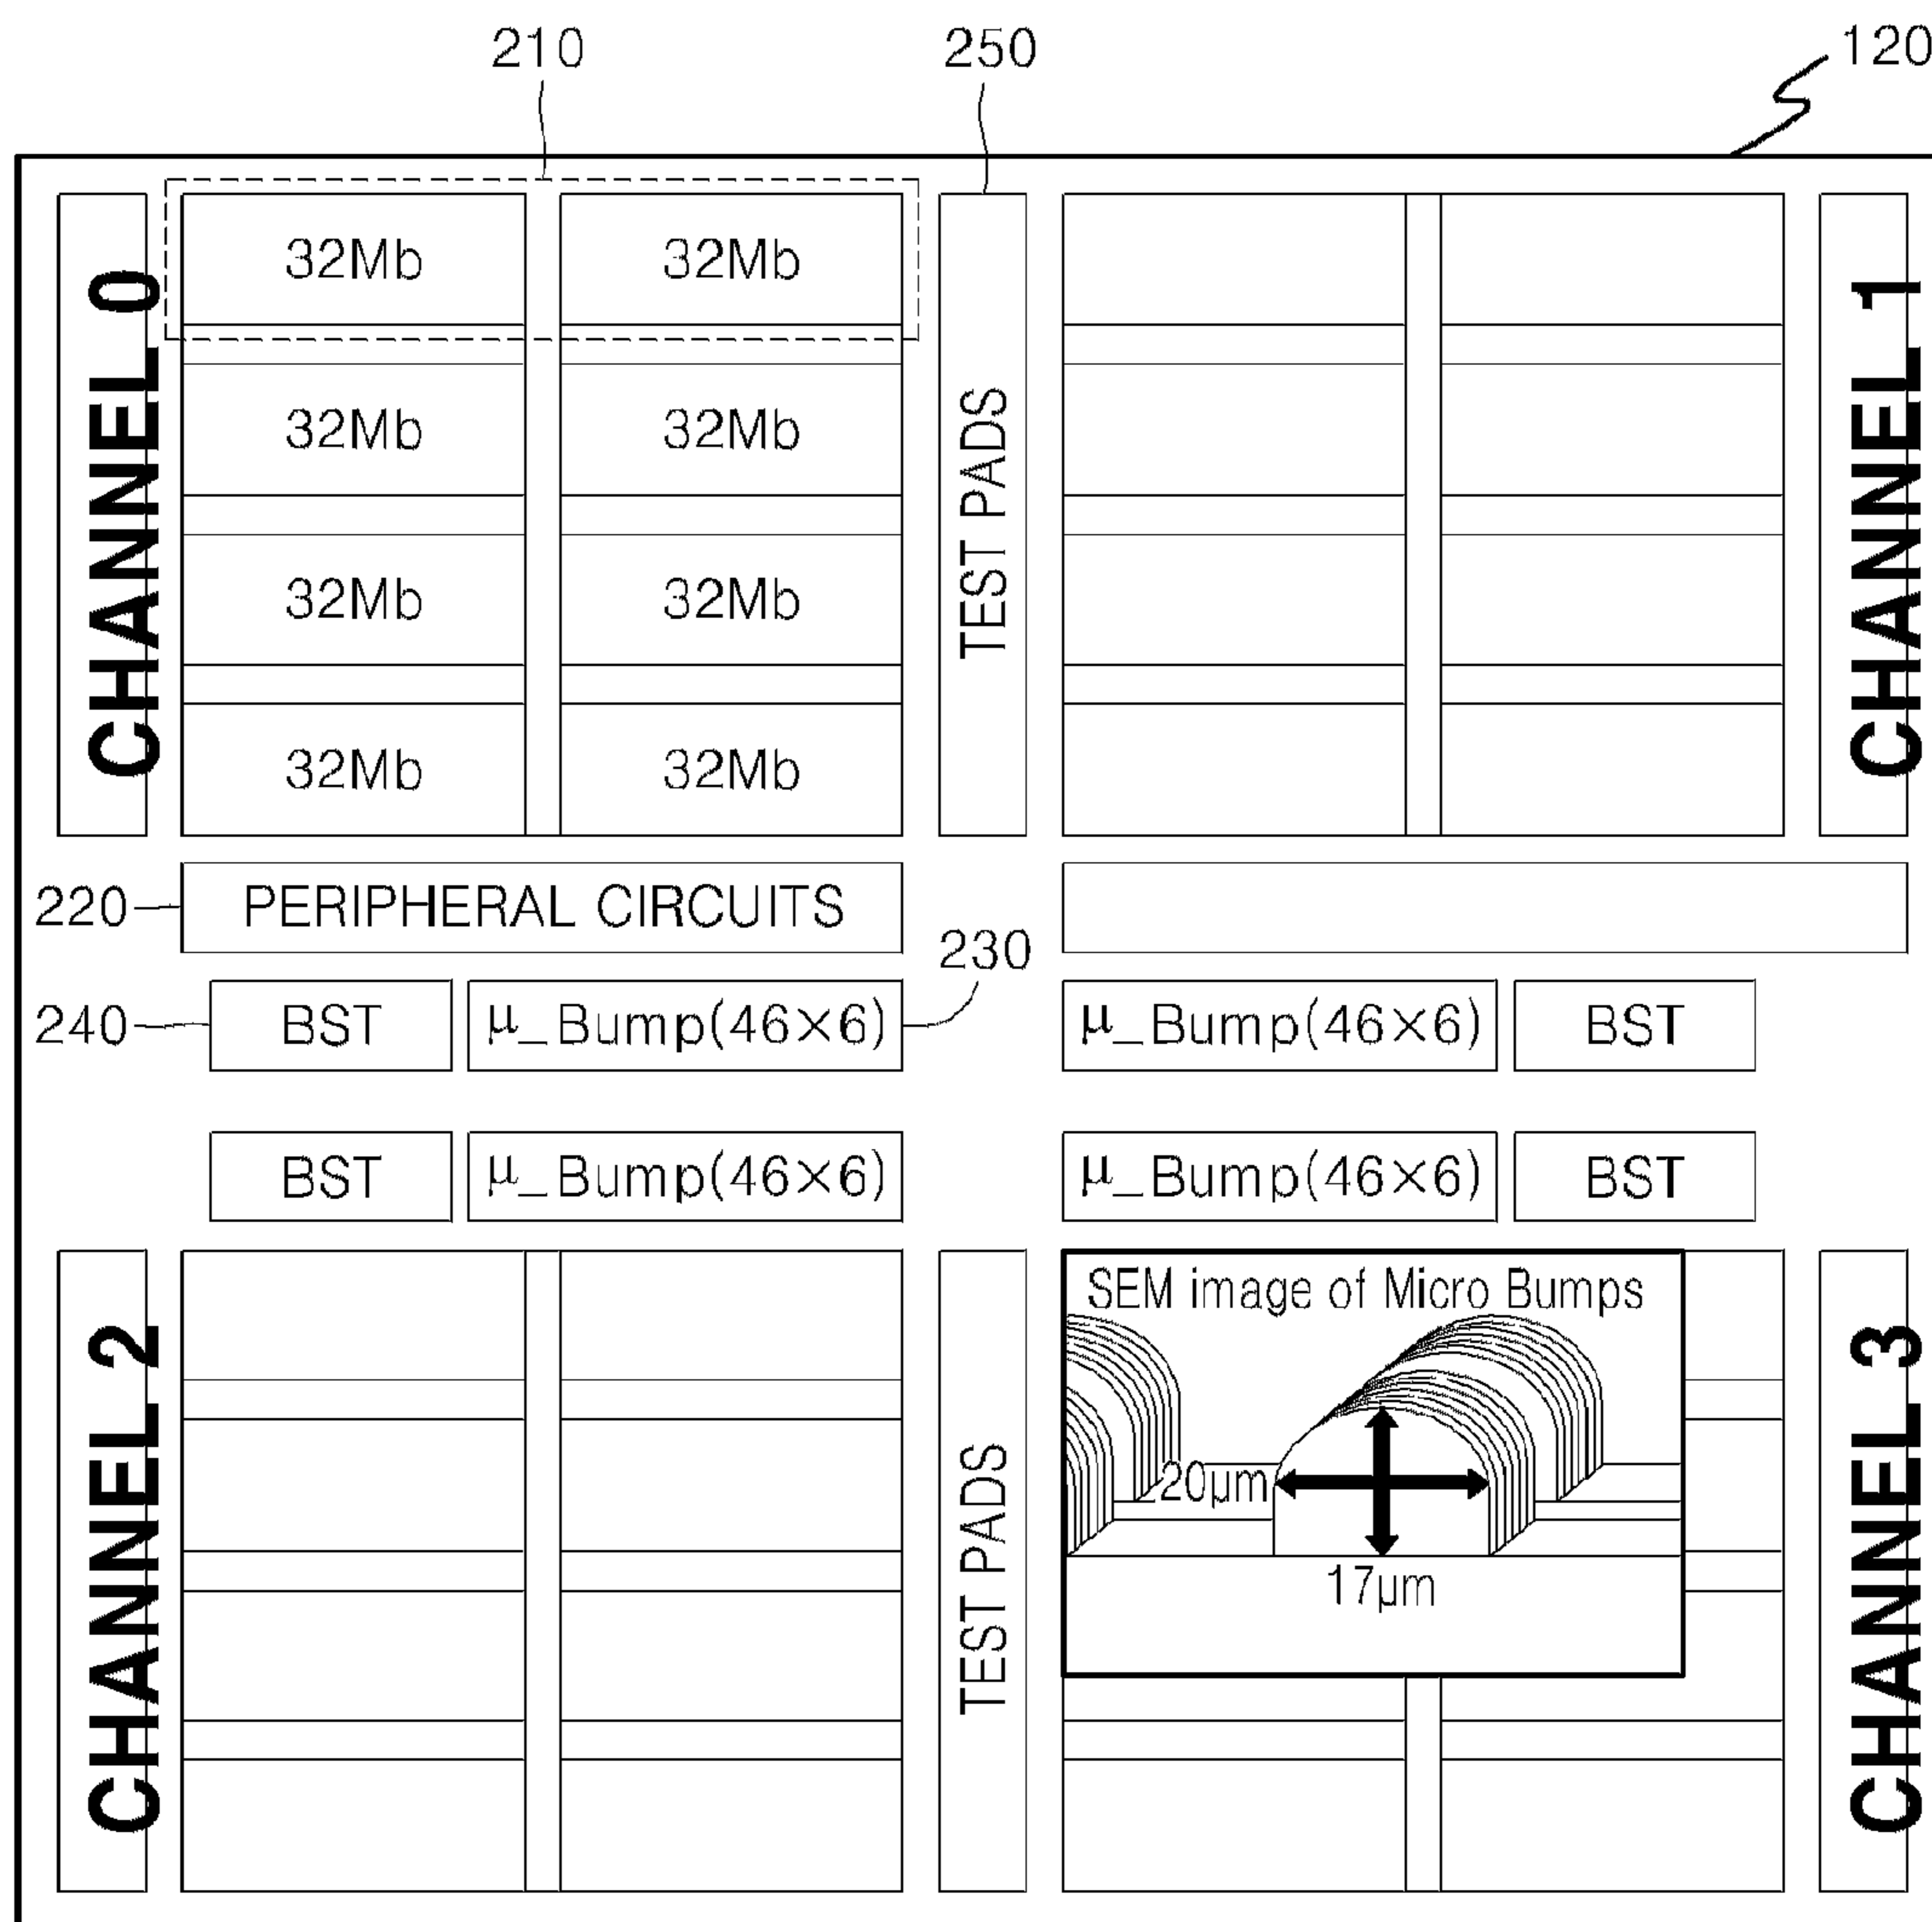 210
250
120
CHANNEL 0
32Mb 32Mb
32Mb 32Mb
32Mb 32Mb
32Mb 32Mb
TEST PADS
CHANNEL 1
220
PERIPHERAL CIRCUITS
230
240
BST
μ_Bump(46×6)
μ_Bump(46×6)
BST
BST
μ_Bump(46×6)
μ_Bump(46×6)
BST
CHANNEL 2
TEST PADS
SEM image of Micro Bumps
20μm
17μm
CHANNEL 3